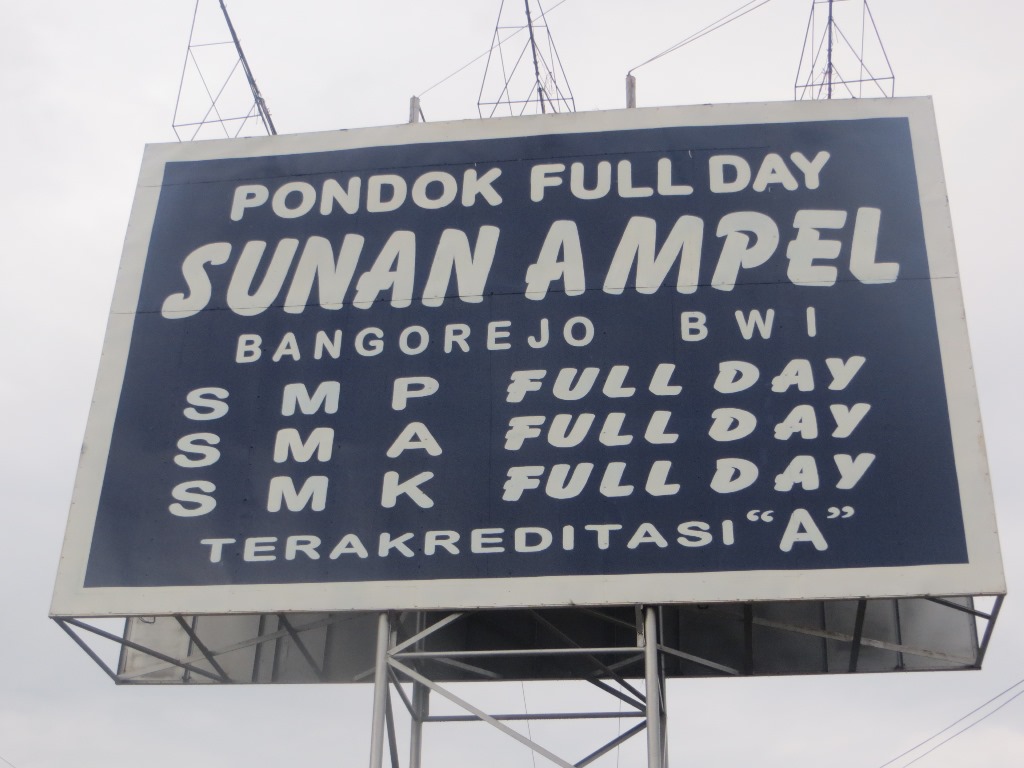 PONDOK FULL DAY
SUNAN AMPEL
BANGOREJO BWI
SMP FULL DAY
SMA FULL DAY
SMK FULL DAY
TERAKREDITASI “A”